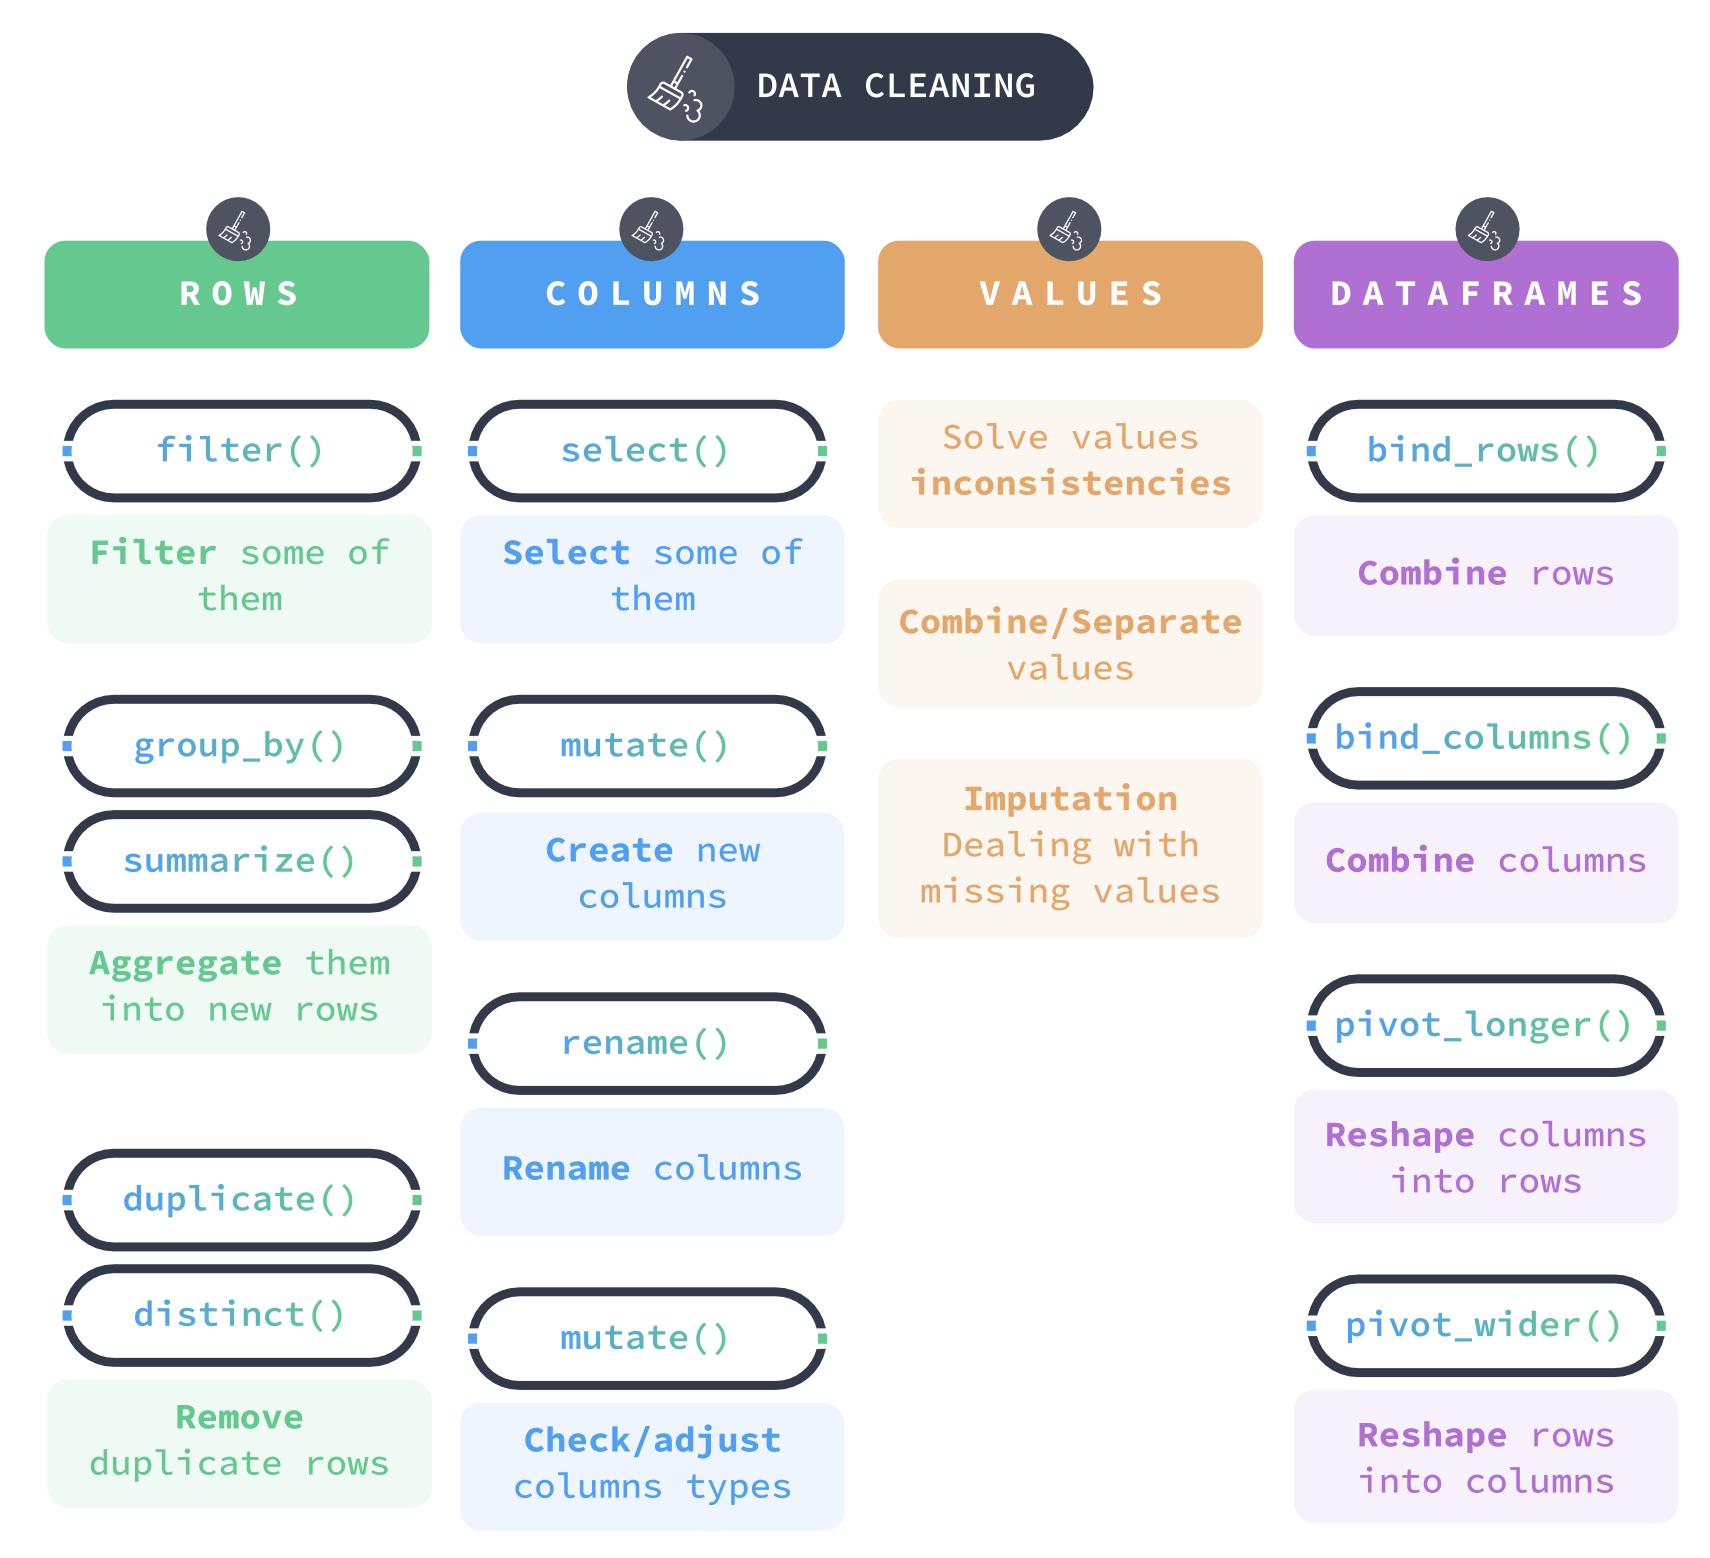 DATA CLEANING
ROWS
filter()
Filter some of
them
group_by()
summarize()
Aggregate them
into new rows
duplicate()
distinct()
Remove
duplicate rows
COLUMNS
select()
Select some of
them
mutate()
Create new
columns
rename()
Rename columns
mutate()
Check/adjust
columns types
VALUES
Solve values
inconsistencies
Combine/Separate
values
Imputation
Dealing with
missing values
DATAFRAMES
bind_rows()
Combine rows
bind_columns()
Combine columns
pivot_longer()
Reshape columns
into rows
pivot_wider()
Reshape rows
into columns